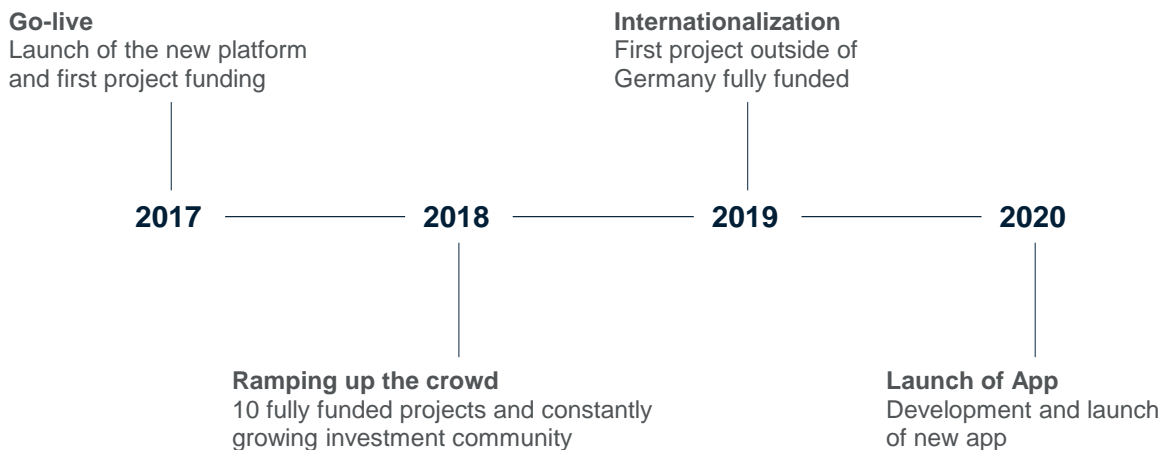 Go-live
Launch of the new platform
and first project funding
Internationalization
First project outside of
Germany fully funded
2017
2018
2019
2020
Ramping up the crowd
10 fully funded projects and constantly
growing investment community
Launch of App
Development and launch
of new app